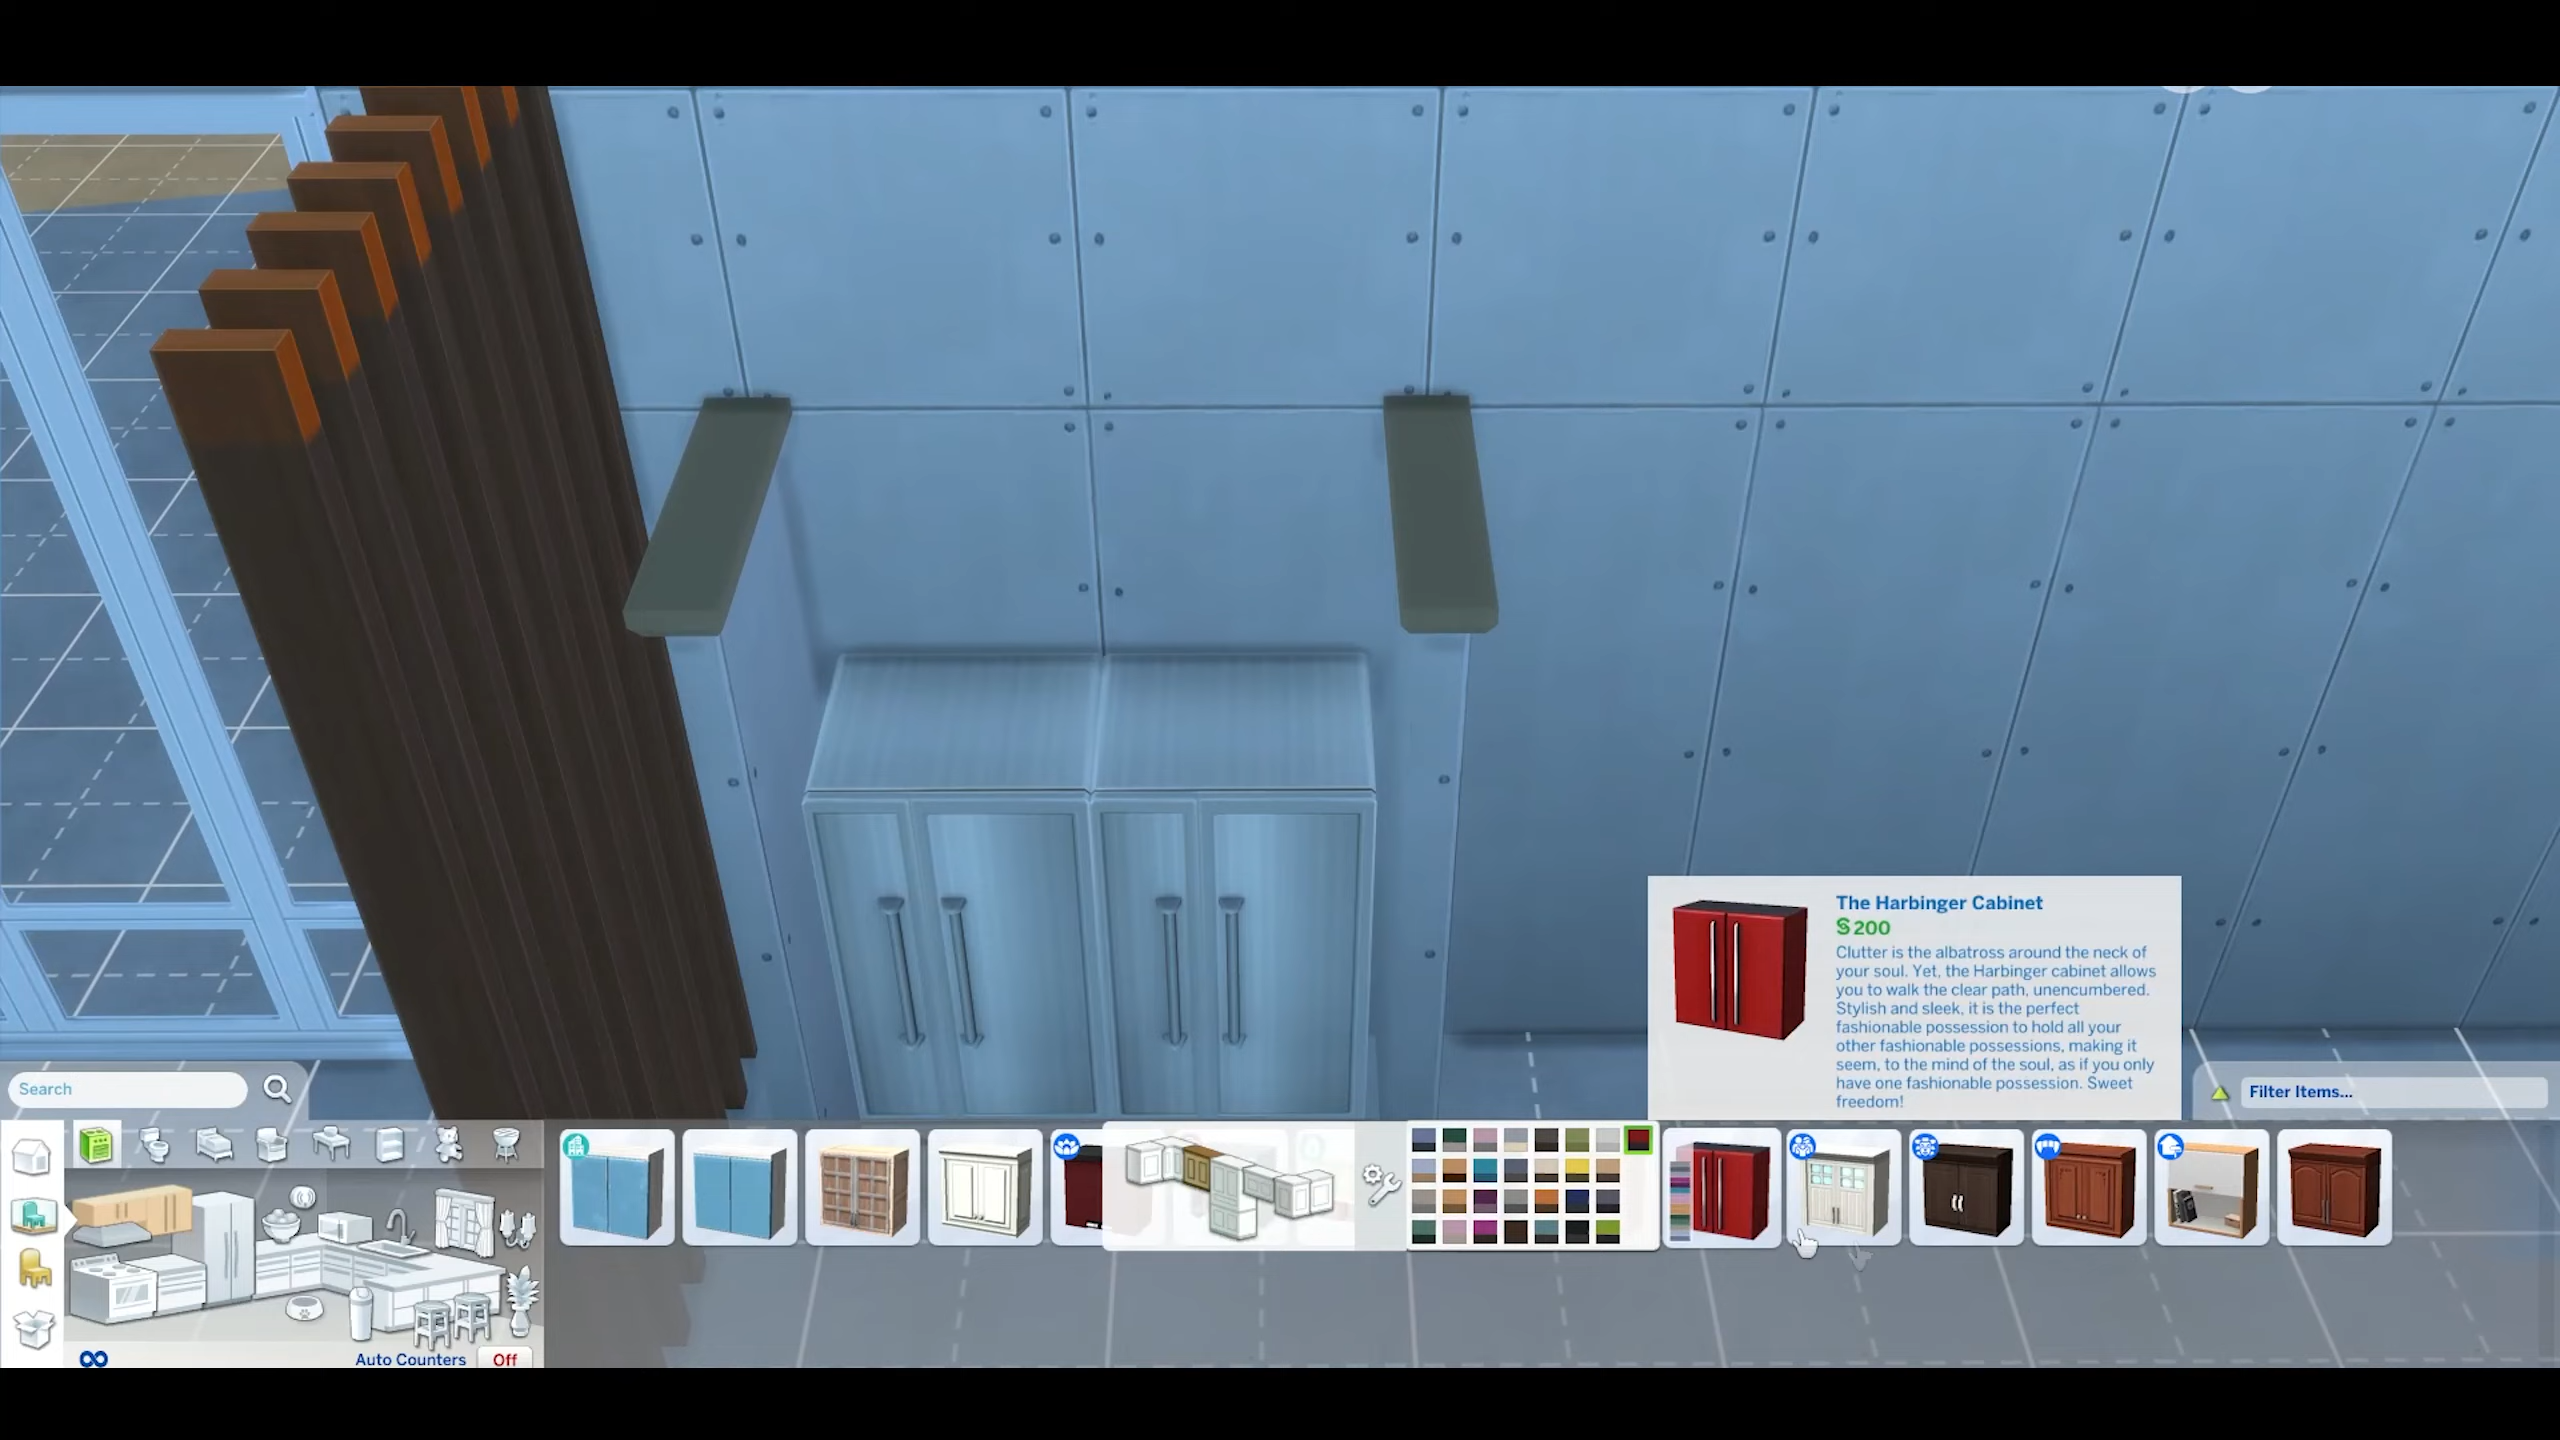 The Harbinger Cabinet
§200
Clutter is the albatross around the neck of
your soul. Yet, the Harbinger cabinet allows
you to walk the clear path, unencumbered.
Stylish and sleek, it is the perfect
fashionable possession to hold all your
other fashionable possessions, making it
seem, to the mind of the soul, as if you only
have one fashionable possession. Sweet
freedom!
Search
Filter Items...
Auto Counters Off